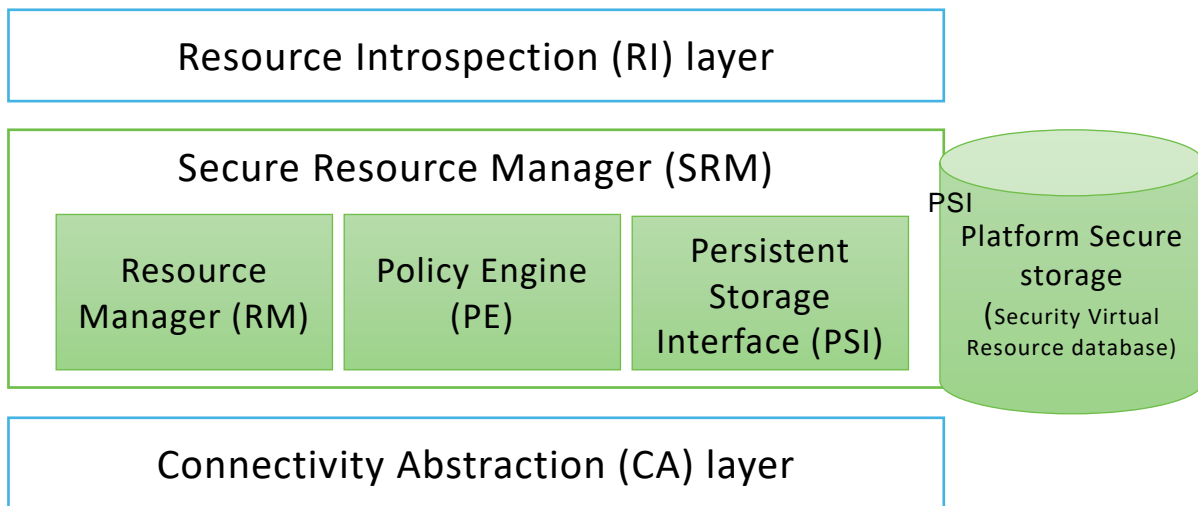 Resource Introspection (RI) layer
Secure Resource Manager (SRM)
Resource
Manager (RM)
Policy Engine
(PE)
Persistent
Storage
Interface (PSI)
PSI
Platform Secure
storage
(Security Virtual
Resource database)
Connectivity Abstraction (CA) layer